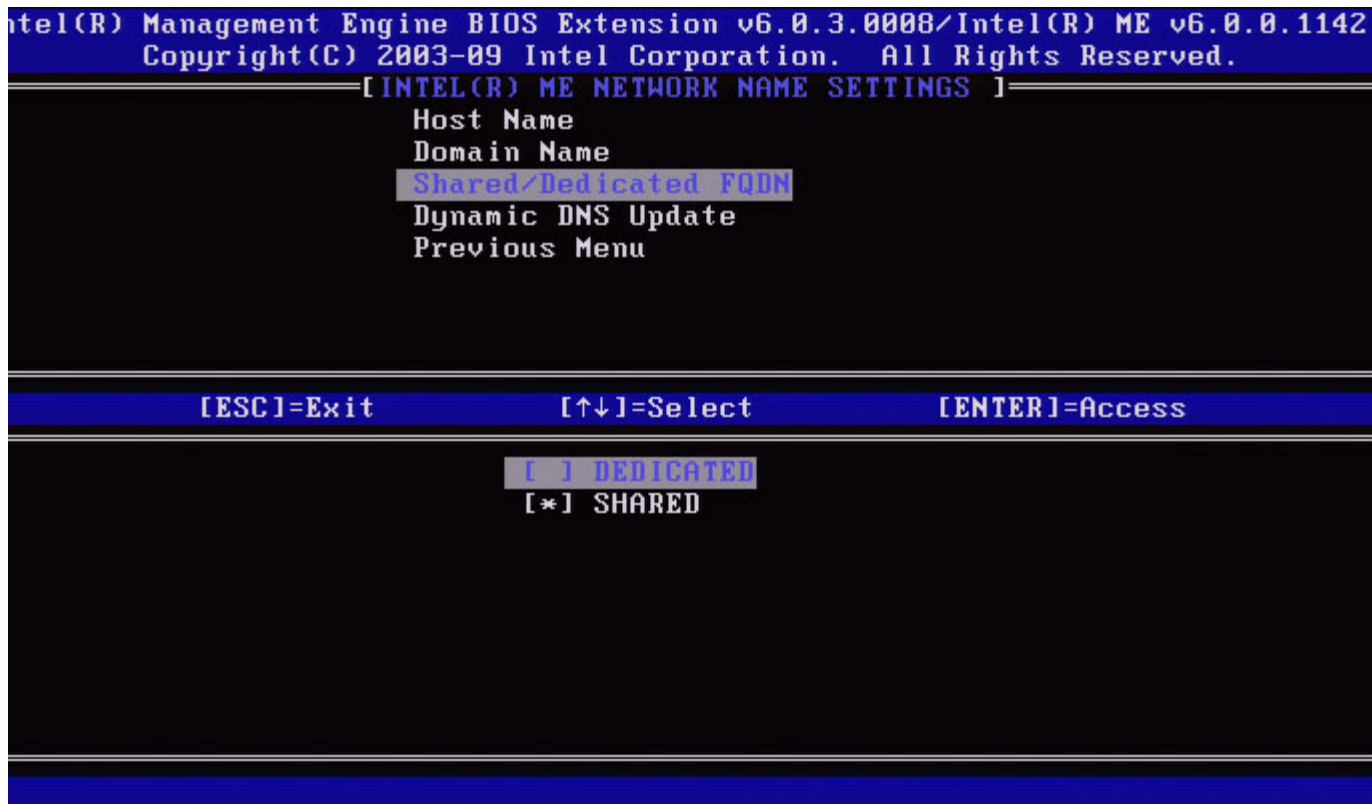 ntel(R) Management Engine BIOS Extension v6.0.3.0008/Intel(R) ME v6.0.0.1142
Copyright(C) 2003-09 Intel Corporation. All Rights Reserved.
[ INTEL(R) ME NETWORK NAME SETTINGS ]
Host Name
Domain Name
Shared/Dedicated FQDN
Dynamic DNS Update
Previous Menu
[ESC]=Exit [↑↓]=Select [ENTER]=Access
[ ] DEDICATED
[*] SHARED